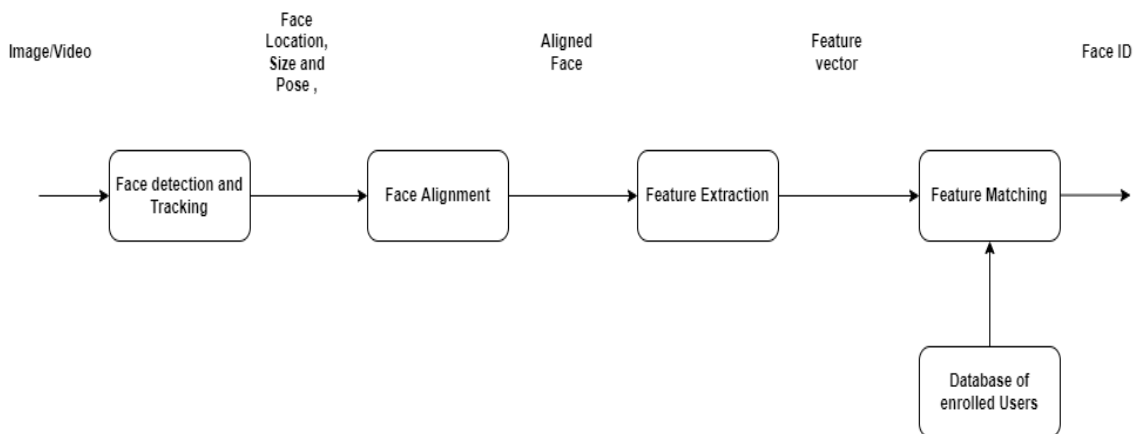 Image/Video
Face
Location,
Size and
Pose ,
Aligned
Face
Feature
vector
Face ID
Face detection and
Tracking
Face Alignment
Feature Extraction
Feature Matching
Database of
enrolled Users